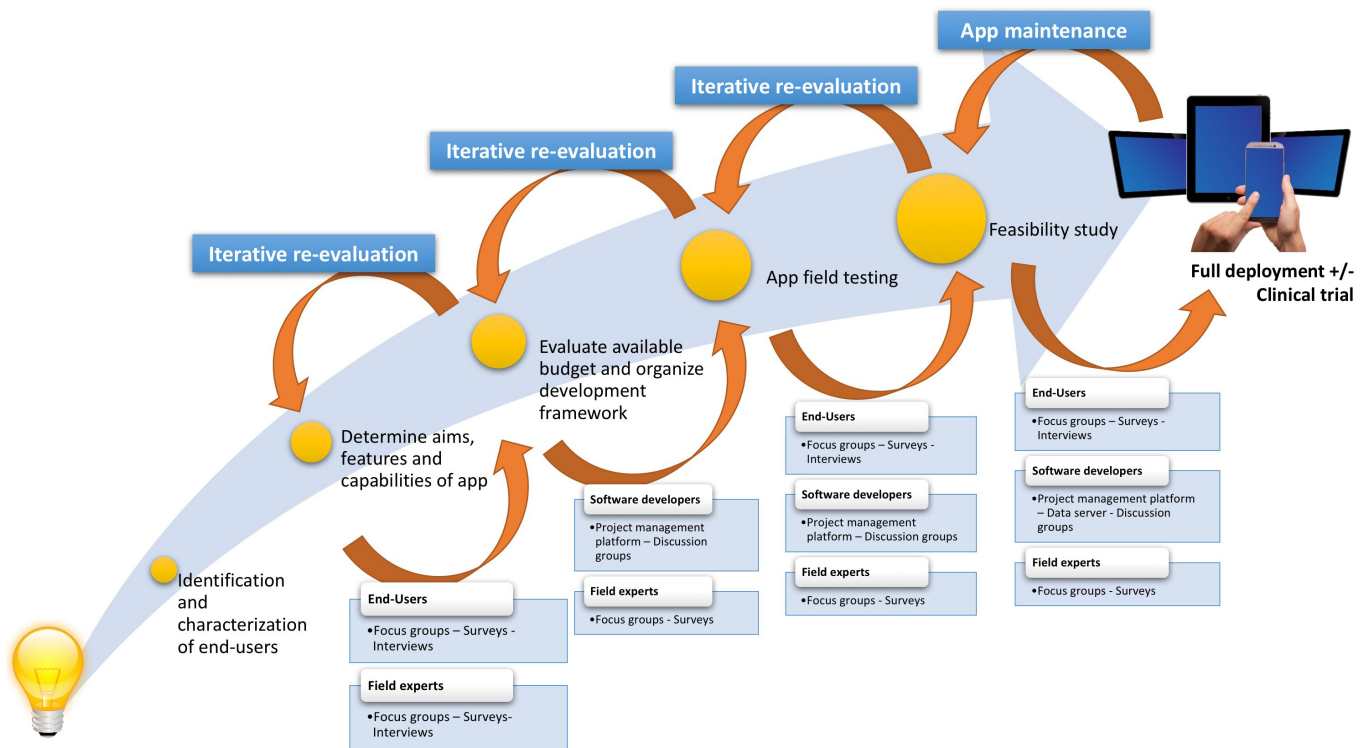 App maintenance
Iterative re-evaluation
Iterative re-evaluation
Iterative re-evaluation
Feasibility study
App field testing
Full deployment +/-
Clinical trial
Evaluate available
budget and organize
development
framework
Determine aims,
features and
capabilities of app
Identification
and
characterization
of end-users
End-Users
•Focus groups – Surveys -
Interviews
Field experts
•Focus groups – Surveys-
Interviews
Software developers
•Project management
platform – Discussion
groups
Field experts
•Focus groups - Surveys
End-Users
•Focus groups – Surveys -
Interviews
Software developers
•Project management
platform – Discussion groups
Field experts
•Focus groups - Surveys
End-Users
•Focus groups – Surveys -
Interviews
Software developers
•Project management platform
– Data server - Discussion
groups
Field experts
•Focus groups - Surveys